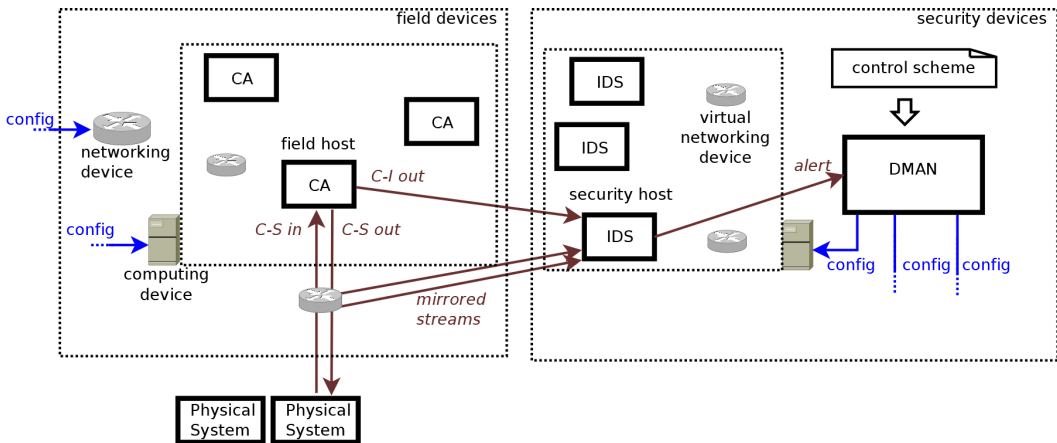 field devices
security devices
CA
CA
config
networking
device
field host
CA
C-I out
C-S in
C-S out
config
computing
device
mirrored
streams
Physical
System
Physical
System
IDS
IDS
virtual
networking
device
security host
IDS
alert
control scheme
DMAN
config
config
config